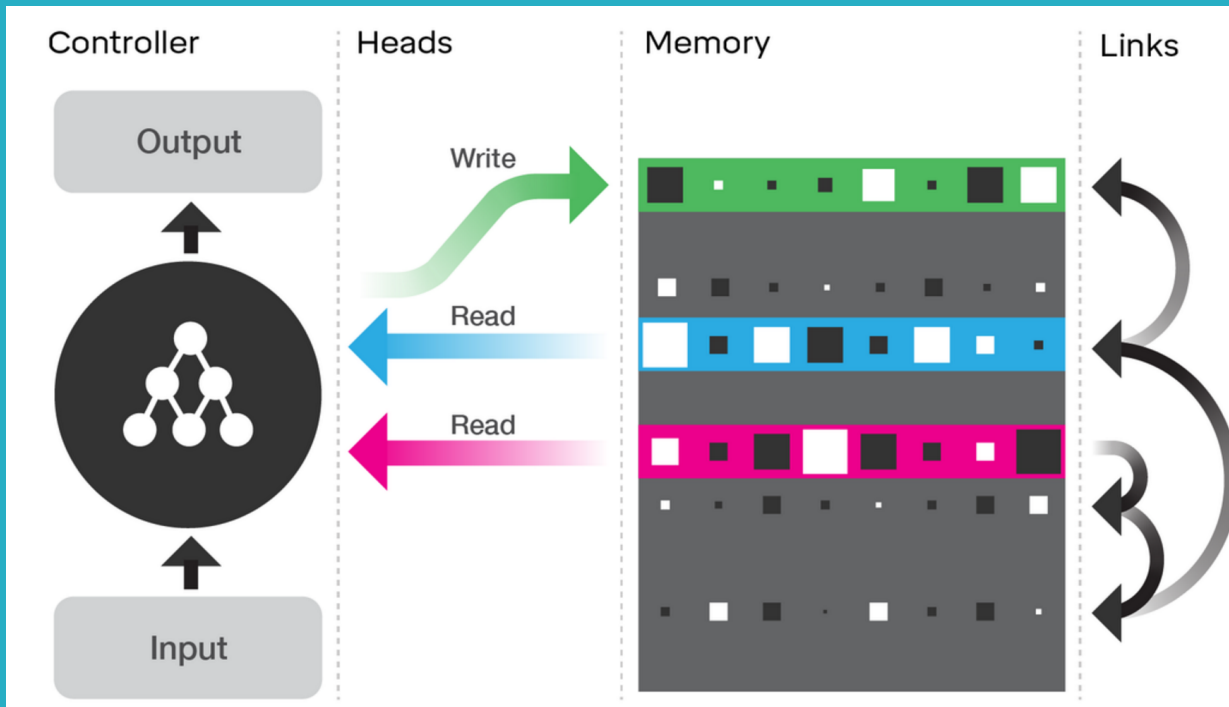 Controller
Heads
Memory
Links
Output
Write
Read
Read
Input